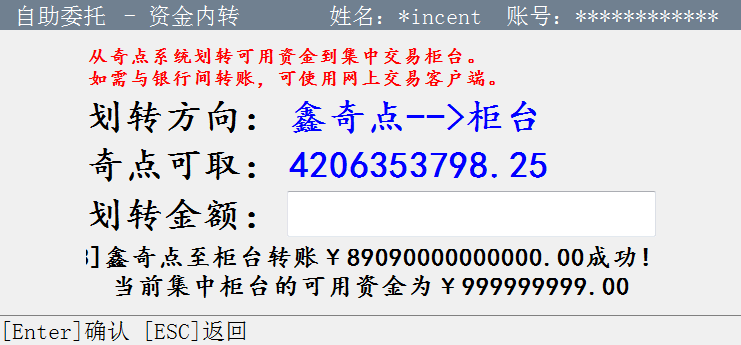 自助委托 - 资金内转 姓名：*incent 账号：************
从奇点系统划转可用资金到集中交易柜台。
如需与银行间转账，可使用网上交易客户端。
划转方向： 鑫奇点-->柜台
奇点可取： 4206353798.25
划转金额：
]鑫奇点至柜台转账￥89090000000000.00成功！
当前集中柜台的可用资金为￥999999999.00
[Enter]确认 [ESC]返回